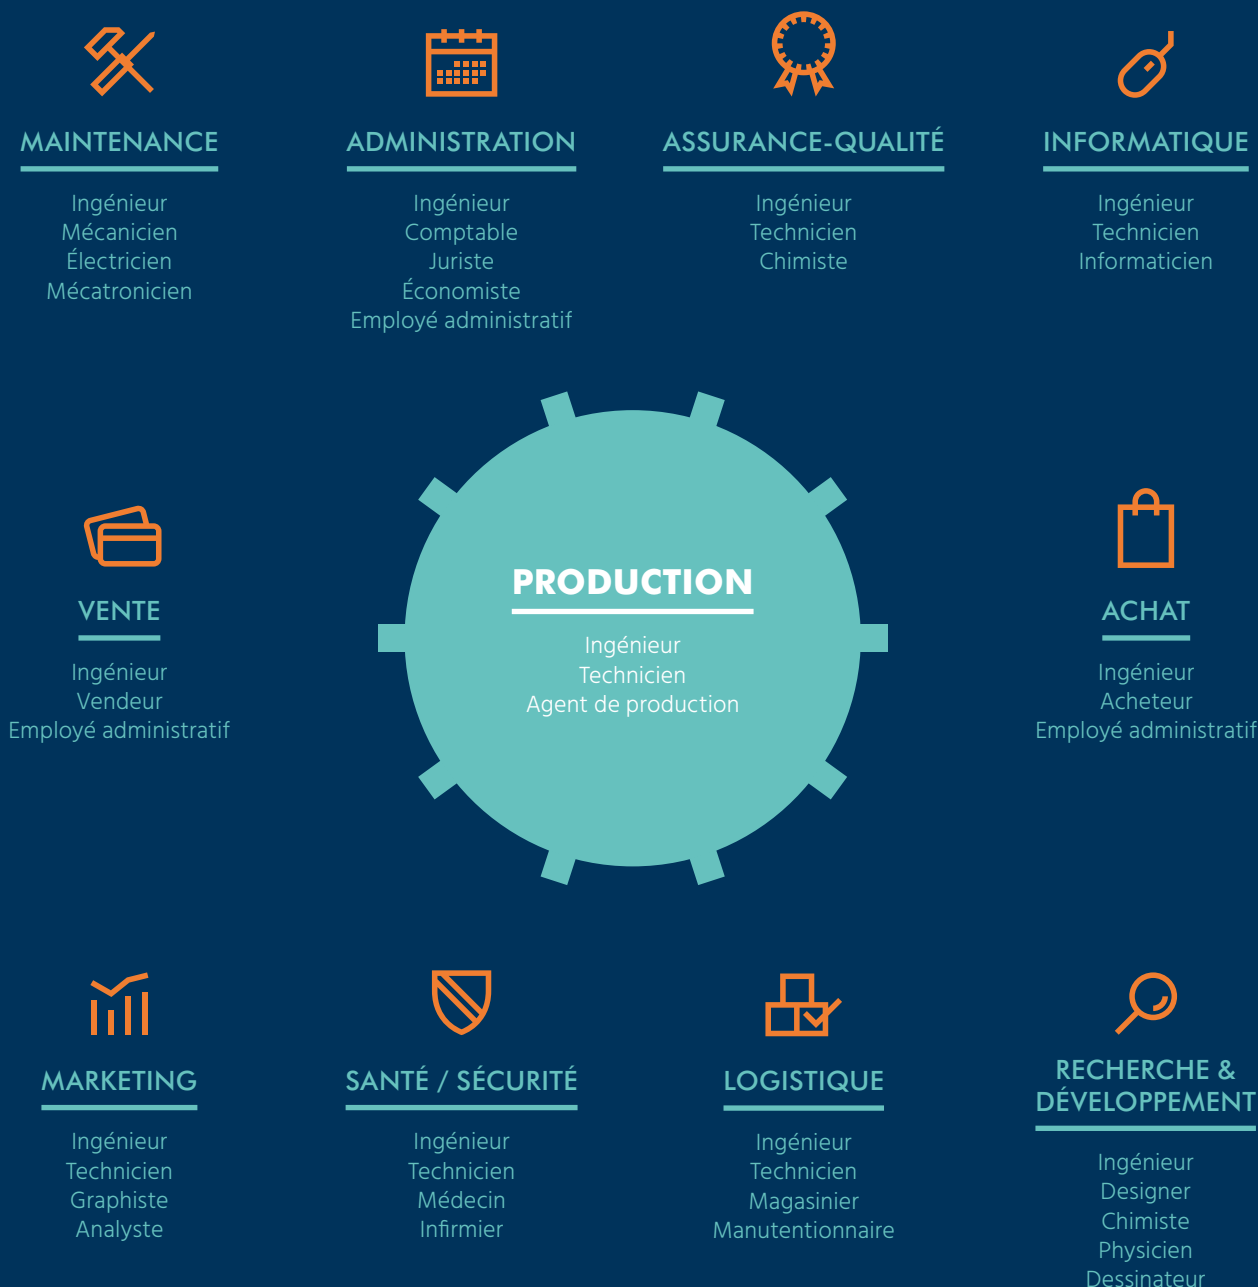 MAINTENANCE
Ingénieur
Mécanicien
Électricien
Mécatronicien
ADMINISTRATION
Ingénieur
Comptable
Juriste
Économiste
Employé administratif
ASSURANCE-QUALITÉ
Ingénieur
Technicien
Chimiste
INFORMATIQUE
Ingénieur
Technicien
Informaticien
VENTE
Ingénieur
Vendeur
Employé administratif
PRODUCTION
Ingénieur
Technicien
Agent de production
ACHAT
Ingénieur
Acheteur
Employé administratif
MARKETING
Ingénieur
Technicien
Graphiste
Analyste
SANTÉ / SÉCURITÉ
Ingénieur
Technicien
Médecin
Infirmier
LOGISTIQUE
Ingénieur
Technicien
Magasinier
Manutentionnaire
RECHERCHE &
DÉVELOPPEMENT
Ingénieur
Designer
Chimiste
Physicien
Dessinateur